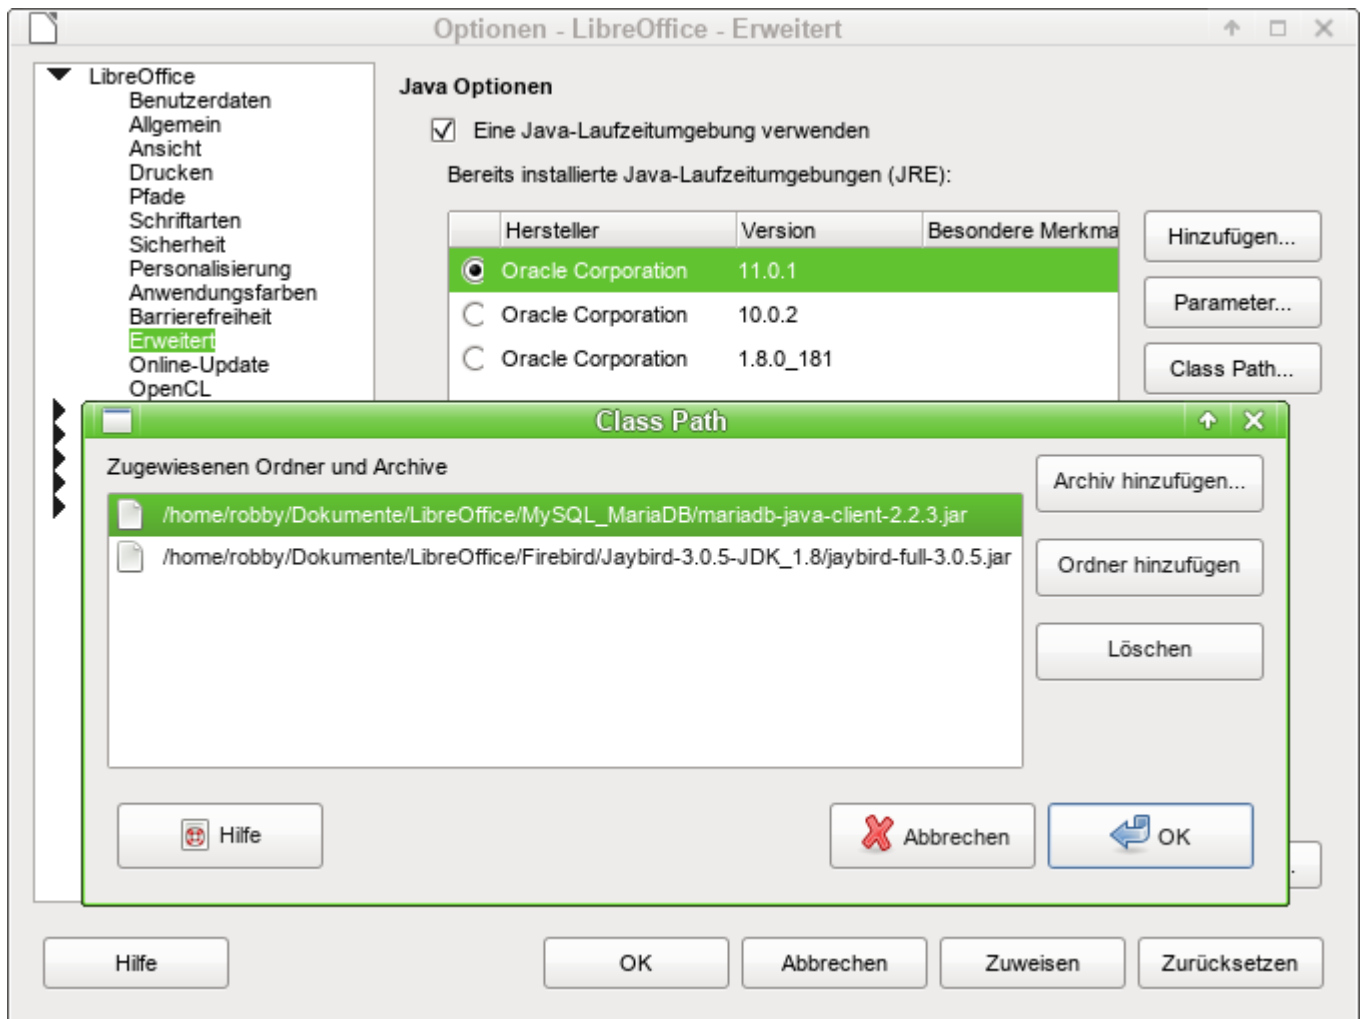 Optionen - LibreOffice - Erweitert
LibreOffice
Benutzerdaten
Allgemein
Ansicht
Drucken
Pfade
Schriftarten
Sicherheit
Personalisierung
Anwendungsfarben
Barrierefreiheit
Erweitert
Online-Update
OpenCL
Java Optionen
Eine Java-Laufzeitumgebung verwenden
Bereits installierte Java-Laufzeitumgebungen (JRE):
Hersteller Version Besondere Merkma
Oracle Corporation 11.0.1
Oracle Corporation 10.0.2
Oracle Corporation 1.8.0_181
Hinzufügen...
Parameter...
Class Path...
Class Path
Zugewiesenen Ordner und Archive
/home/robby/Dokumente/LibreOffice/MySQL_MariaDB/mariadb-java-client-2.2.3.jar
/home/robby/Dokumente/LibreOffice/Firebird/Jaybird-3.0.5-JDK_1.8/jaybird-full-3.0.5.jar
Archiv hinzufügen...
Ordner hinzufügen
Löschen
Hilfe Abbrechen OK
Hilfe OK Abbrechen Zuweisen Zurücksetzen